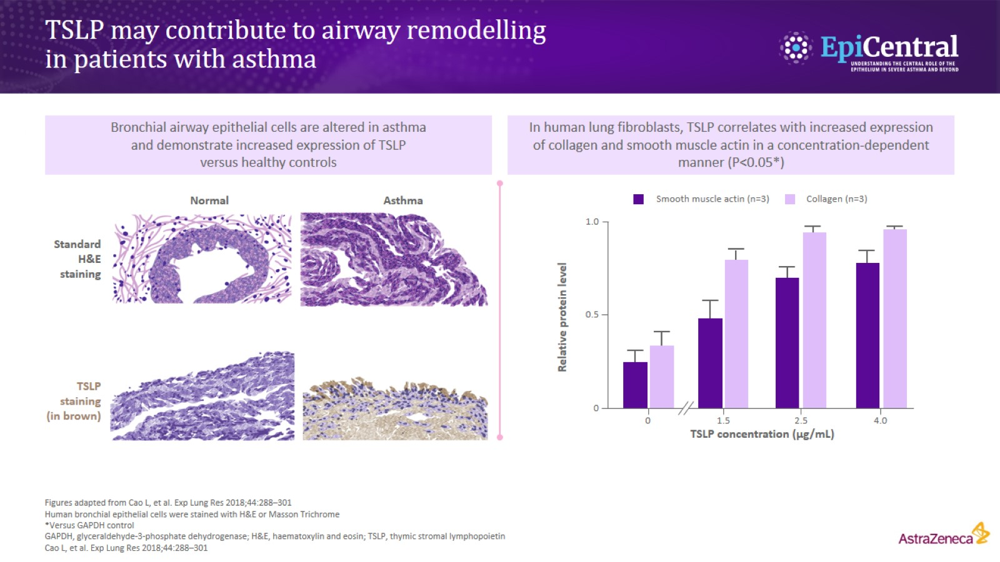 TSLP may contribute to airway remodelling
in patients with asthma
EpiCentral
UNDERSTANDING THE CENTRAL ROLE OF THE
EPITHELIUM IN SEVERE ASTHMA AND BEYOND
Bronchial airway epithelial cells are altered in asthma
and demonstrate increased expression of TSLP
versus healthy controls
In human lung fibroblasts, TSLP correlates with increased expression
of collagen and smooth muscle actin in a concentration-dependent
manner (P<0.05*)
Normal
Asthma
Standard
H&E
staining
TSLP
staining
(in brown)
Smooth muscle actin (n=3)
Collagen (n=3)
Relative protein level
1.0
0.5
0
0
1.5
2.5
4.0
TSLP concentration (µg/mL)
Figures adapted from Cao L, et al. Exp Lung Res 2018;44:288–301
Human bronchial epithelial cells were stained with H&E or Masson Trichrome
*Versus GAPDH control
GAPDH, glyceraldehyde-3-phosphate dehydrogenase; H&E, haematoxylin and eosin; TSLP, thymic stromal lymphopoietin
Cao L, et al. Exp Lung Res 2018;44:288–301
AstraZeneca